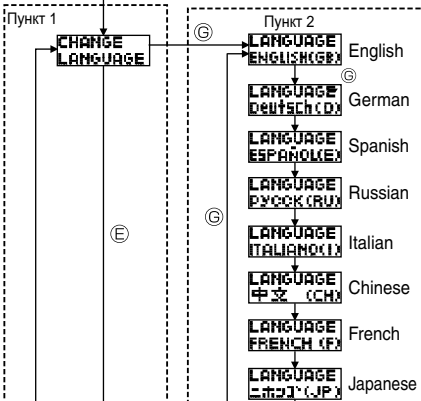 Пункт 1
CHANGE
LANGUAGE
Ⓖ
Ⓔ
Пункт 2
LANGUAGE
ENGLISH(GB)
English
Ⓖ
LANGUAGE
Deutsch(D)
German
LANGUAGE
ESPAÑOL(E)
Spanish
LANGUAGE
РУССК(RU)
Russian
Ⓖ
LANGUAGE
ITALIANO(I)
Italian
LANGUAGE
中文 (CH)
Chinese
LANGUAGE
FRENCH (F)
French
LANGUAGE
ニホンゴ(JP)
Japanese